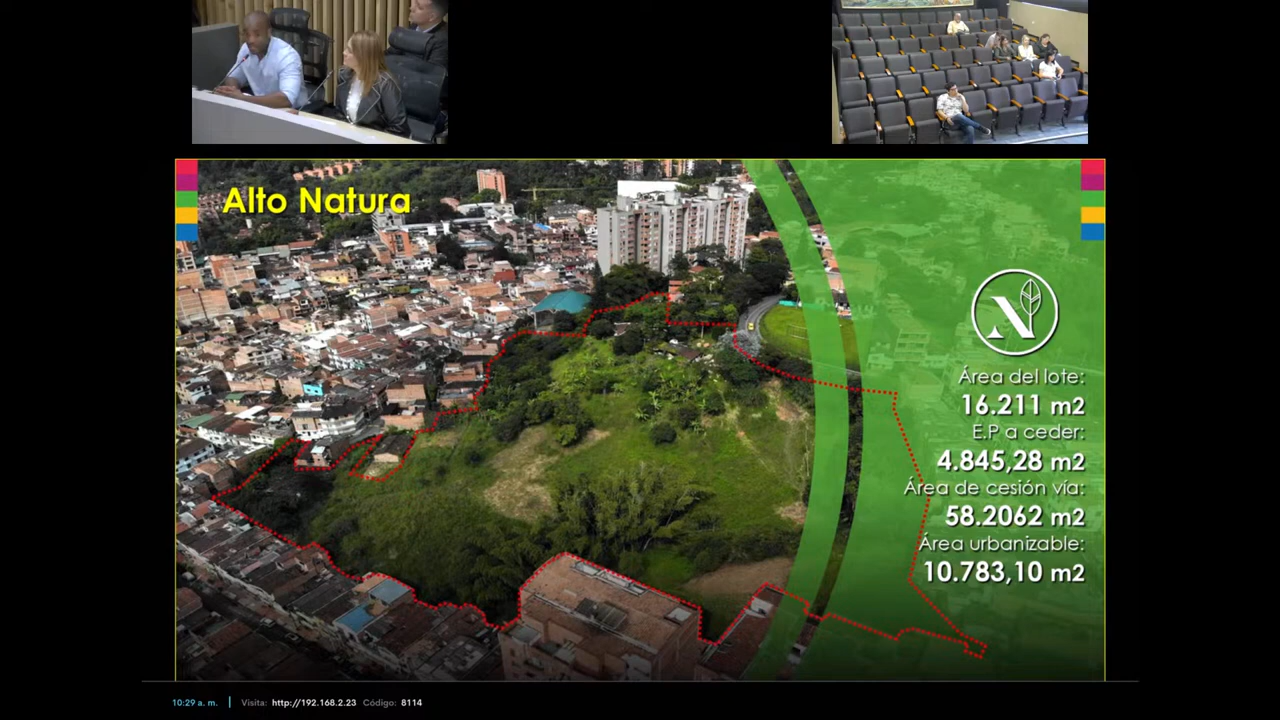 Alto Natura
N
Área del lote:
16.211 m2
E.P a ceder:
4.845,28 m2
Área de cesión vía:
58.2062 m2
Área urbanizable:
10.783,10 m2
10:29 a. m. | Visita: http://192.168.2.23 Código: 8114